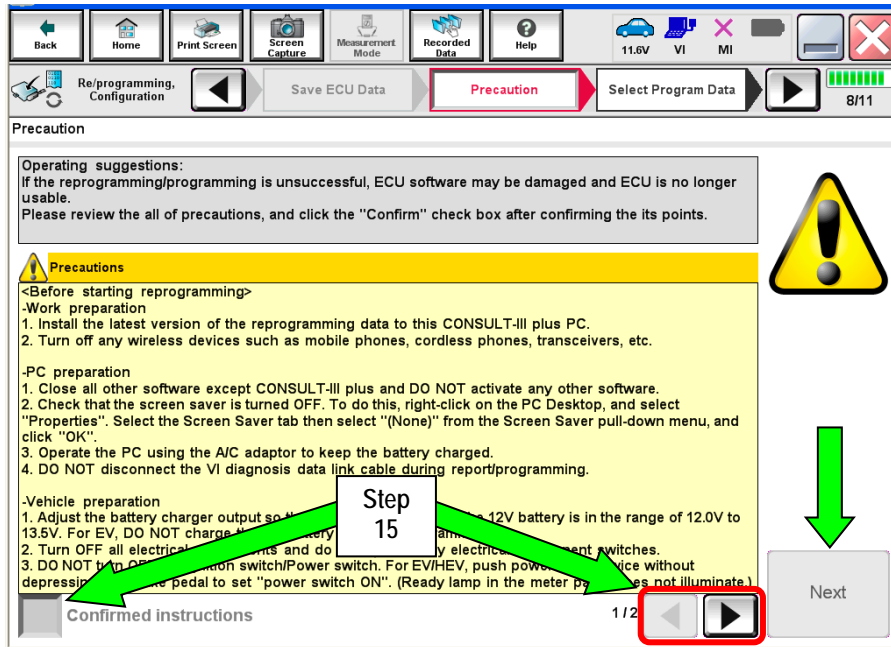 Back
Home
Print Screen
Screen
Capture
Measurement
Mode
Recorded
Data
Help
11.6V
VI
MI
Re/programming,
Configuration
Save ECU Data
Precaution
Select Program Data
8/11
Precaution
Operating suggestions:
If the reprogramming/programming is unsuccessful, ECU software may be damaged and ECU is no longer
usable.
Please review the all of precautions, and click the "Confirm" check box after confirming the its points.
Precautions
<Before starting reprogramming>
-Work preparation
1. Install the latest version of the reprogramming data to this CONSULT-III plus PC.
2. Turn off any wireless devices such as mobile phones, cordless phones, transceivers, etc.
-PC preparation
1. Close all other software except CONSULT-III plus and DO NOT activate any other software.
2. Check that the screen saver is turned OFF. To do this, right-click on the PC Desktop, and select
"Properties". Select the Screen Saver tab then select "(None)" from the Screen Saver pull-down menu, and
click "OK".
3. Operate the PC using the A/C adaptor to keep the battery charged.
4. DO NOT disconnect the VI diagnosis data link cable during report/programming.
-Vehicle preparation
1. Adjust the battery charger output so 12V battery is in the range of 12.0V to
13.5V. For EV, DO NOT charge
2. Turn OFF all electrical and do electrical switches.
3. DO NOT switch/Power switch. For EV/HEV, push without
pedal to set "power switch ON". (Ready lamp in the meter not illuminate.)
Step
15
Confirmed instructions
1/2
Next